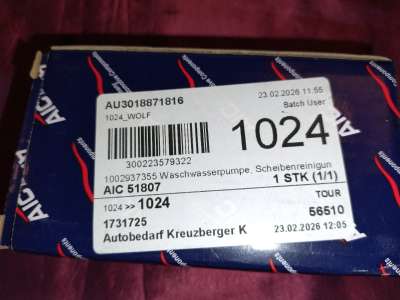 AU3018871816
23.02.2026 11:55
1024_WOLF
Batch User
1024
300223579322
1002937355 Waschwasserpumpe, Scheibenreinigun
AIC 51807
1 STK (1/1)
1024 >> 1024
TOUR
1731725
56510
Autobedarf Kreuzberger K
23.02.2026 12:05
AIC
AIC
Components